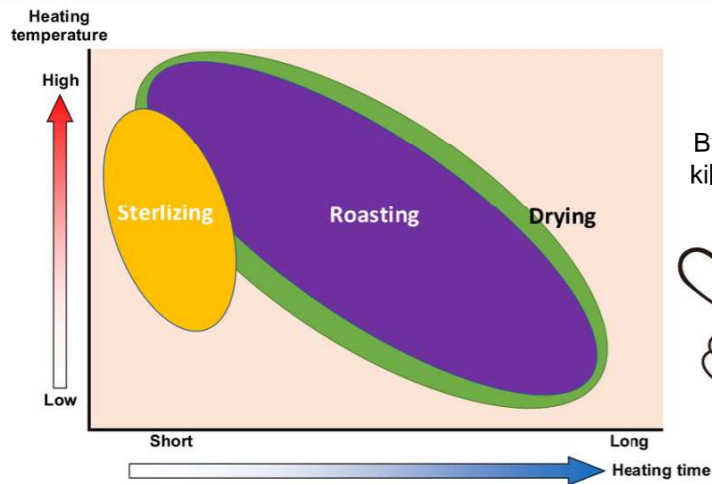 Heating
temperature
High
Sterlizing
Roasting
Drying
Low
Short
Long
Heating time